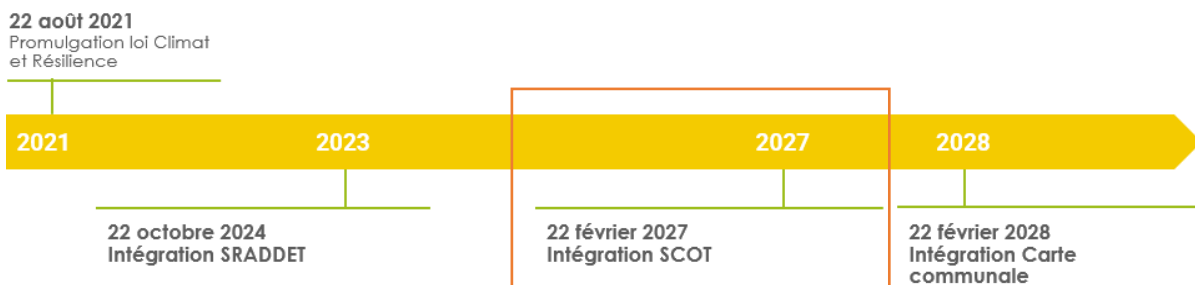 22 août 2021
Promulgation loi Climat
et Résilience
2021
2023
2027
2028
22 octobre 2024
Intégration SRADDET
22 février 2027
Intégration SCOT
22 février 2028
Intégration Carte
communale